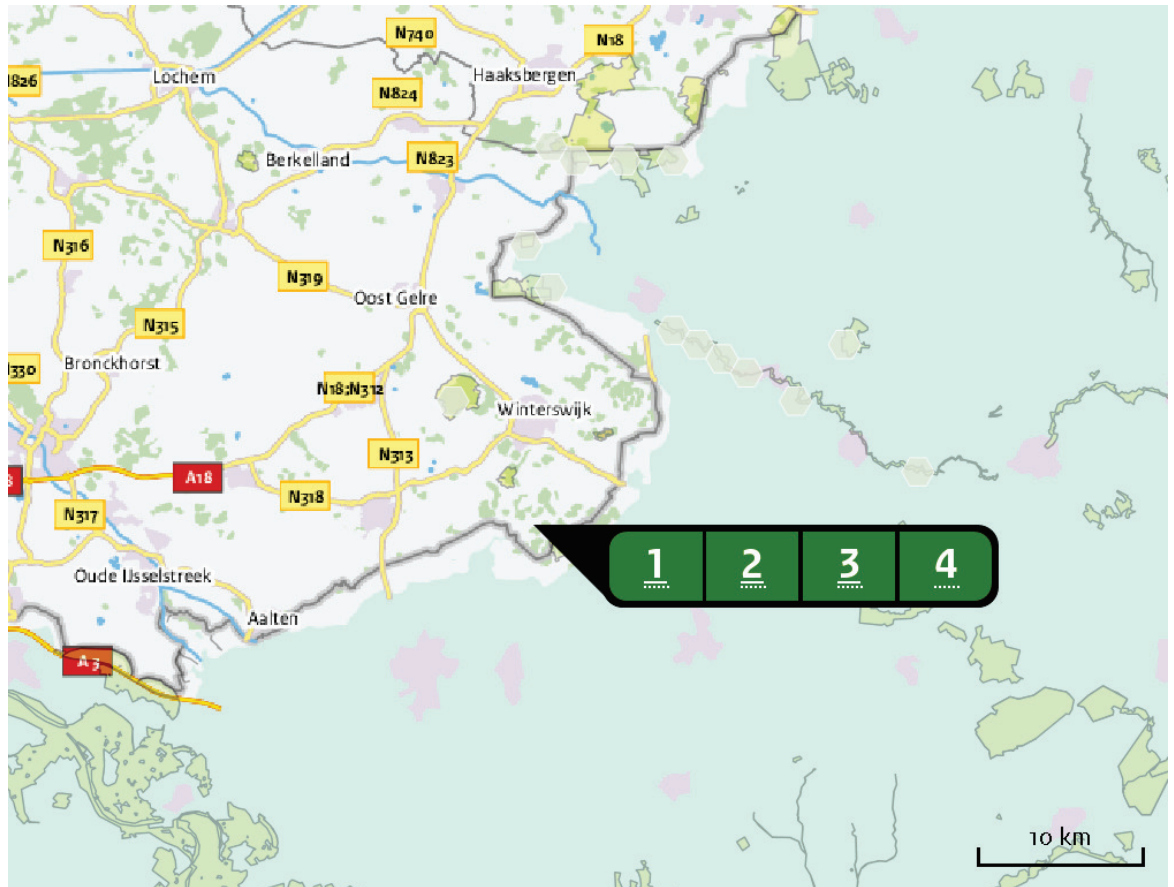 N740
N18
N826
Lochem
Haaksbergen
N824
Berkelland
N823
N316
N319
Oost Gelre
N315
Bronckhorst
N330
N18;N312
Winterswijk
N313
A18
N318
N317
1 2 3 4
Oude IJsselstreek
Aalten
A3
10 km